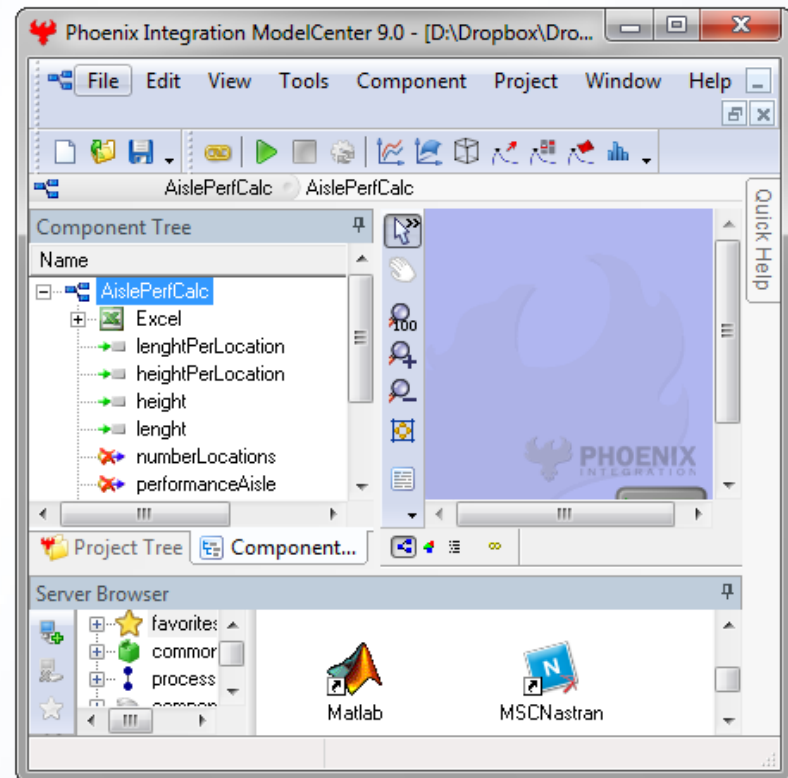 Phoenix Integration ModelCenter 9.0 - [D:\Dropbox\Dro...
File Edit View Tools Component Project Window Help
AislePerfCalc AislePerfCalc
Quick Help
Component Tree
Name
AislePerfCalc
Excel
lenghtPerLocation
heightPerLocation
height
lenght
numberLocations
performanceAisle
100
PHOENIX
INTEGRATION
Project Tree Component...
Server Browser
favorites
commor
process
Matlab
N
MSCNastran